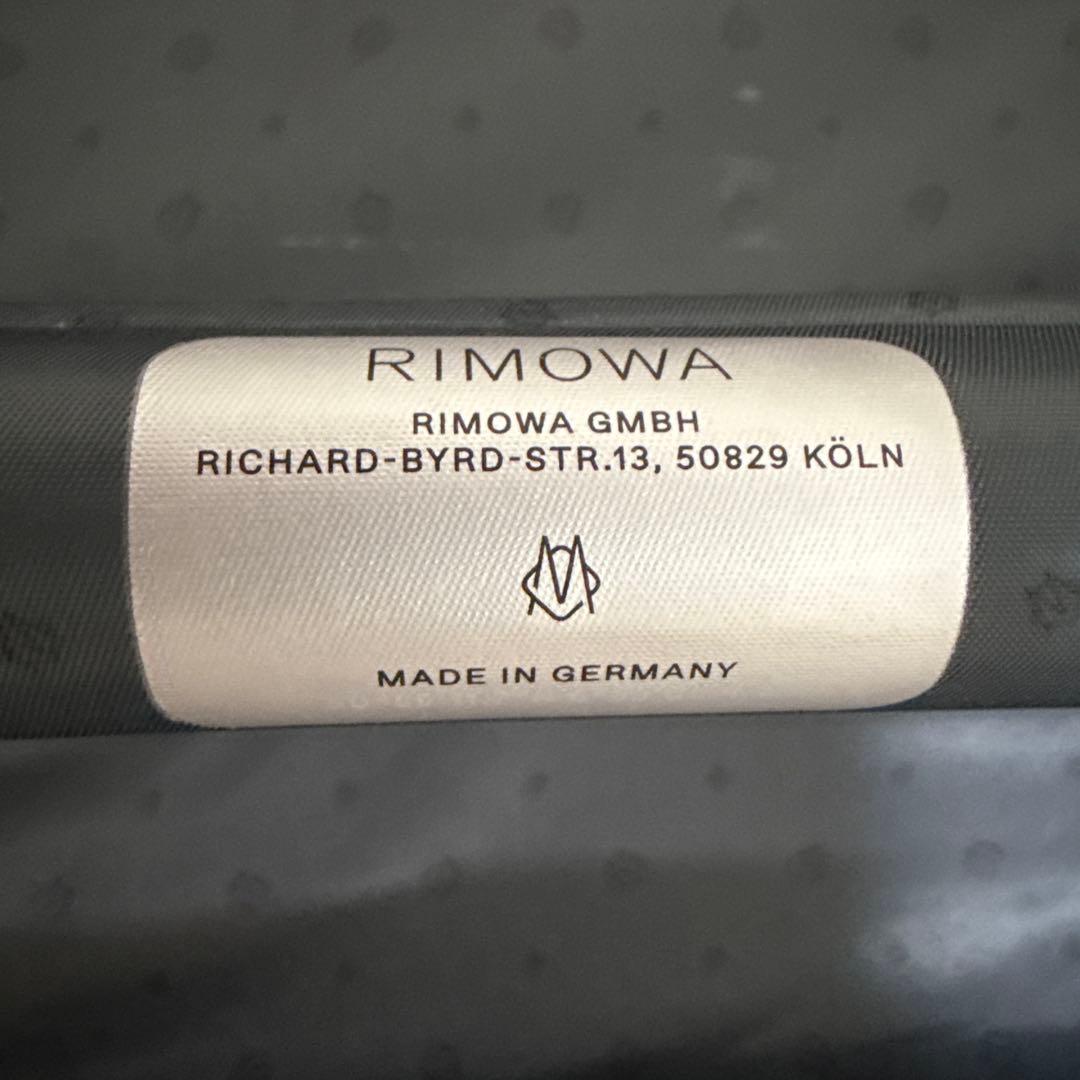 RIMOWA
RIMOWA GMBH
RICHARD-BYRD-STR.13, 50829 KÖLN
MADE IN GERMANY